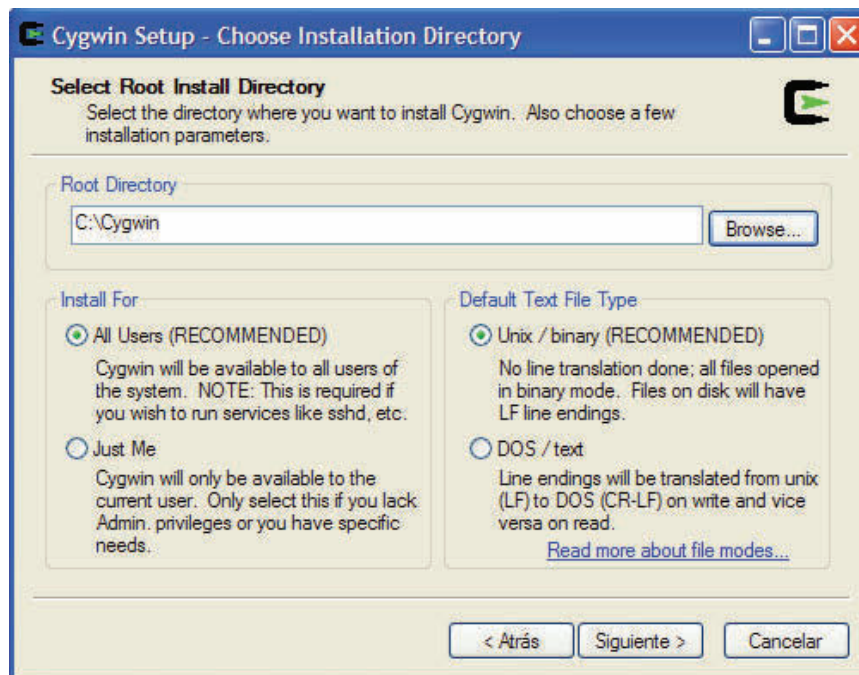 Cygwin Setup - Choose Installation Directory
Select Root Install Directory
Select the directory where you want to install Cygwin. Also choose a few
installation parameters.
Root Directory
C:\Cygwin
Browse...
Install For
All Users (RECOMMENDED)
Cygwin will be available to all users of
the system. NOTE: This is required if
you wish to run services like sshd, etc.
Just Me
Cygwin will only be available to the
current user. Only select this if you lack
Admin. privileges or you have specific
needs.
Default Text File Type
Unix / binary (RECOMMENDED)
No line translation done; all files opened
in binary mode. Files on disk will have
LF line endings.
DOS / text
Line endings will be translated from unix
(LF) to DOS (CR-LF) on write and vice
versa on read.
Read more about file modes...
< Atrás
Siguiente >
Cancelar